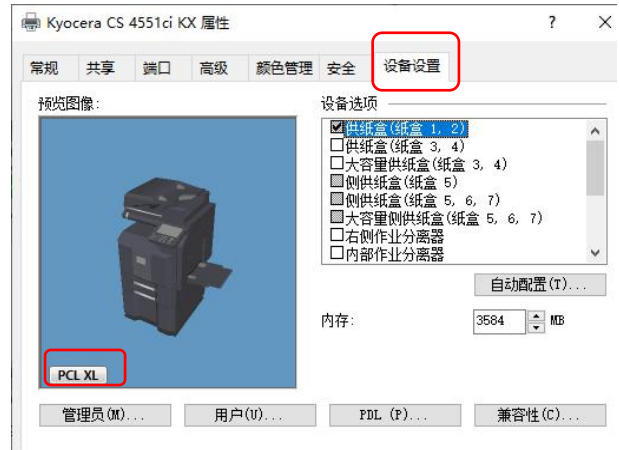 Kyocera CS 4551ci KX 属性
常规 共享 端口 高级 颜色管理 安全 设备设置
预览图像:
设备选项
供纸盒(纸盒 1, 2)
供纸盒(纸盒 3, 4)
大容量供纸盒(纸盒 3, 4)
侧供纸盒(纸盒 5)
侧供纸盒(纸盒 5, 6, 7)
大容量侧供纸盒(纸盒 5, 6, 7)
右侧作业分离器
内部作业分离器
自动配置(T)...
内存: 3584 MB
PCL XL
管理员(M)... 用户(U)... PDL (P)... 兼容性(C)...